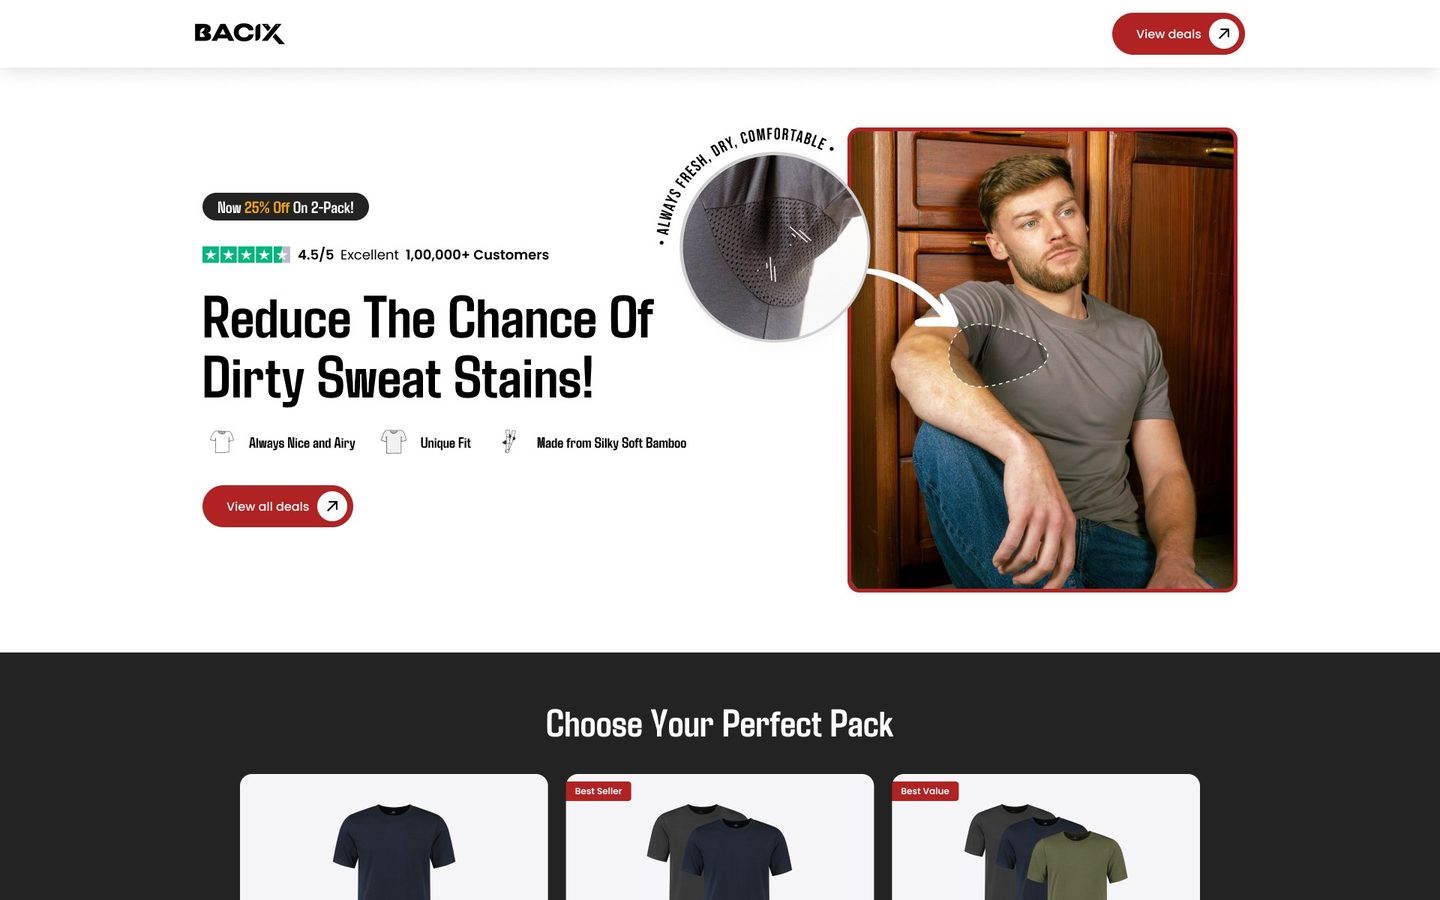 BACIX
View deals
Now 25% Off On 2-Pack!
4.5/5 Excellent 1,00,000+ Customers
Reduce The Chance Of
Dirty Sweat Stains!
Always Nice and Airy
Unique Fit
Made from Silky Soft Bamboo
View all deals
• ALWAYS FRESH, DRY, COMFORTABLE •
Choose Your Perfect Pack
Best Seller
Best Value